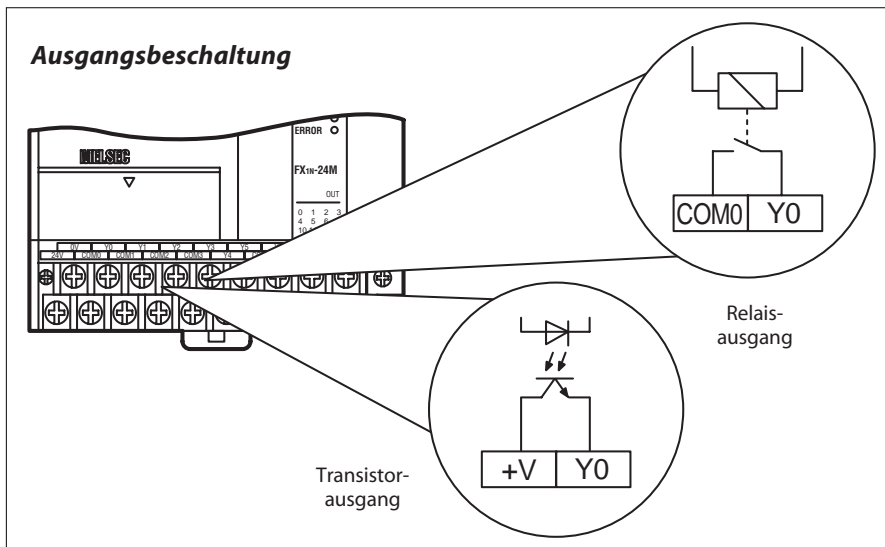 Ausgangsbeschaltung
MELSEC
ERROR
FX1N-24M
OUT
0 1 2 3
4 5
10
0V Y0 Y1 Y2 Y3 Y5
24V COM0 COM1 COM2 COM3 Y4
COM0 Y0
Relais-
ausgang
+V Y0
Transistor-
ausgang